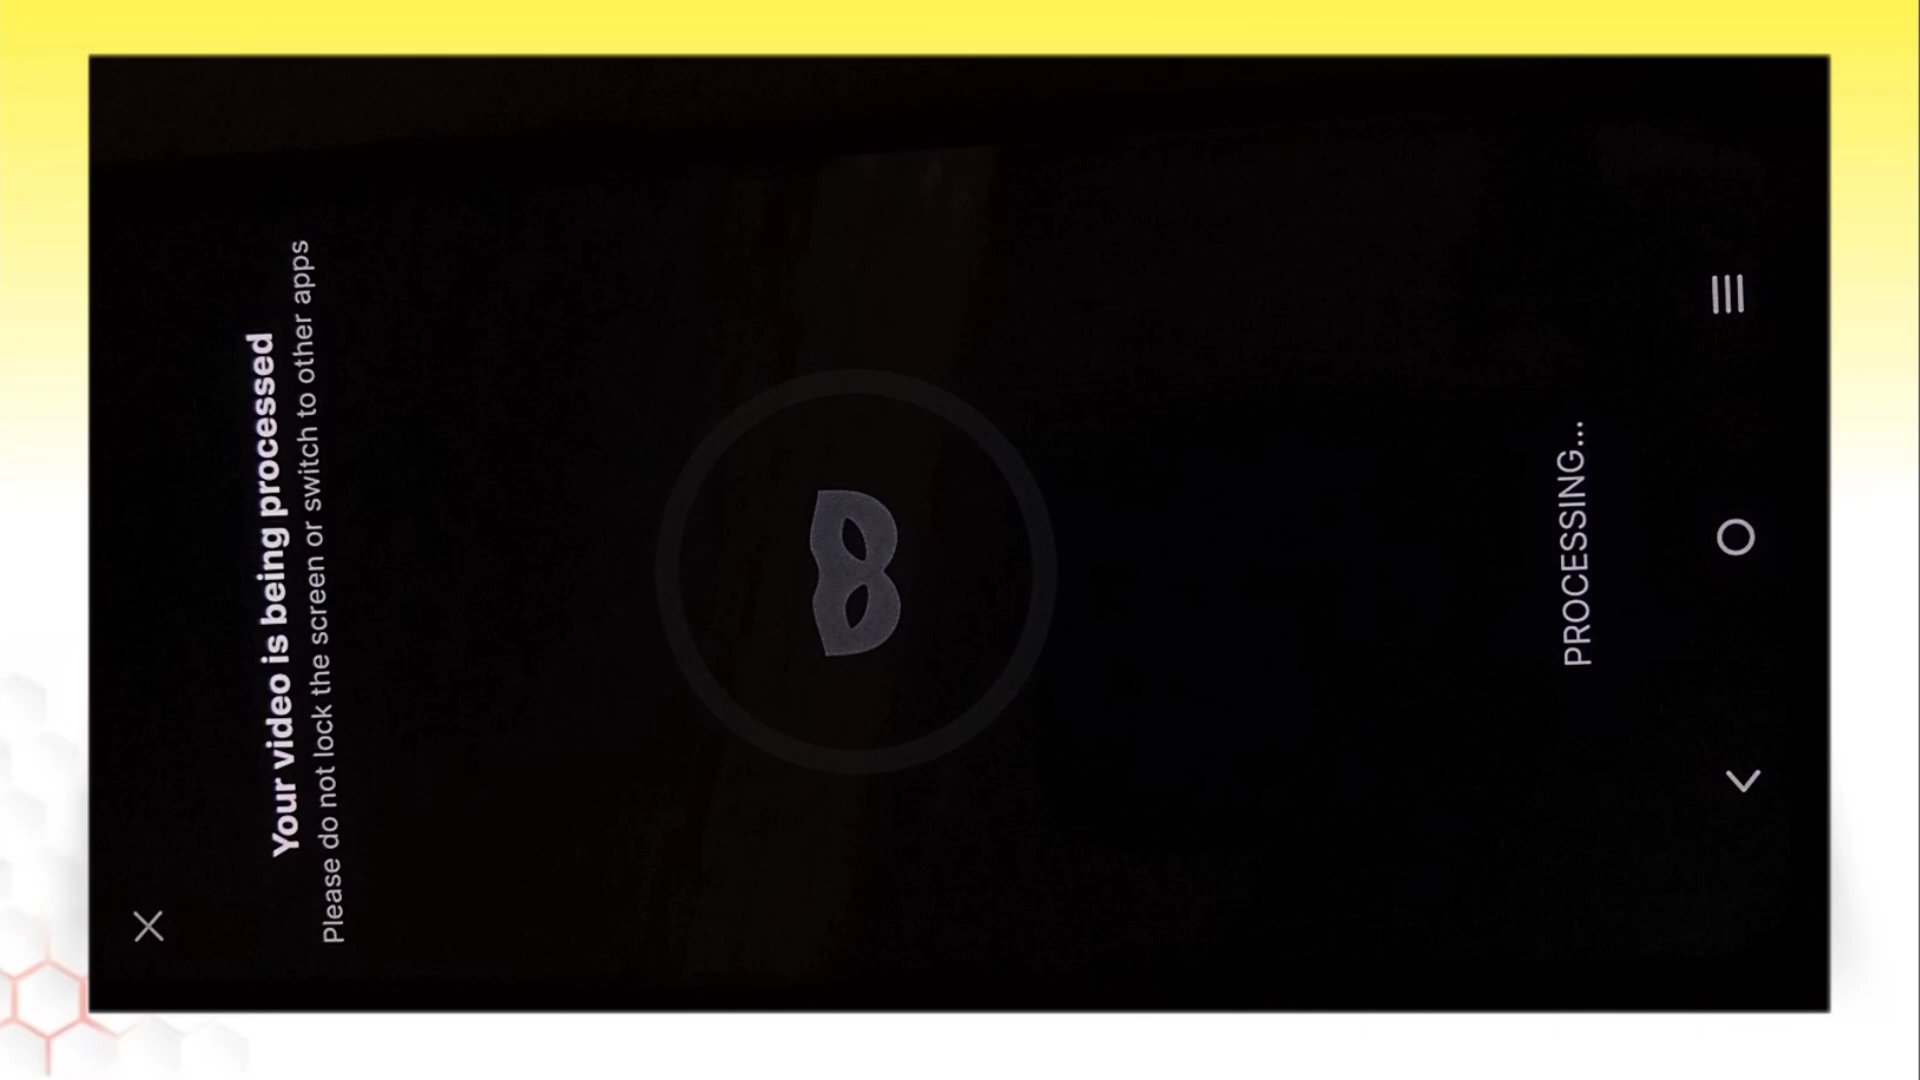 Your video is being processed
Please do not lock the screen or switch to other apps
PROCESSING...